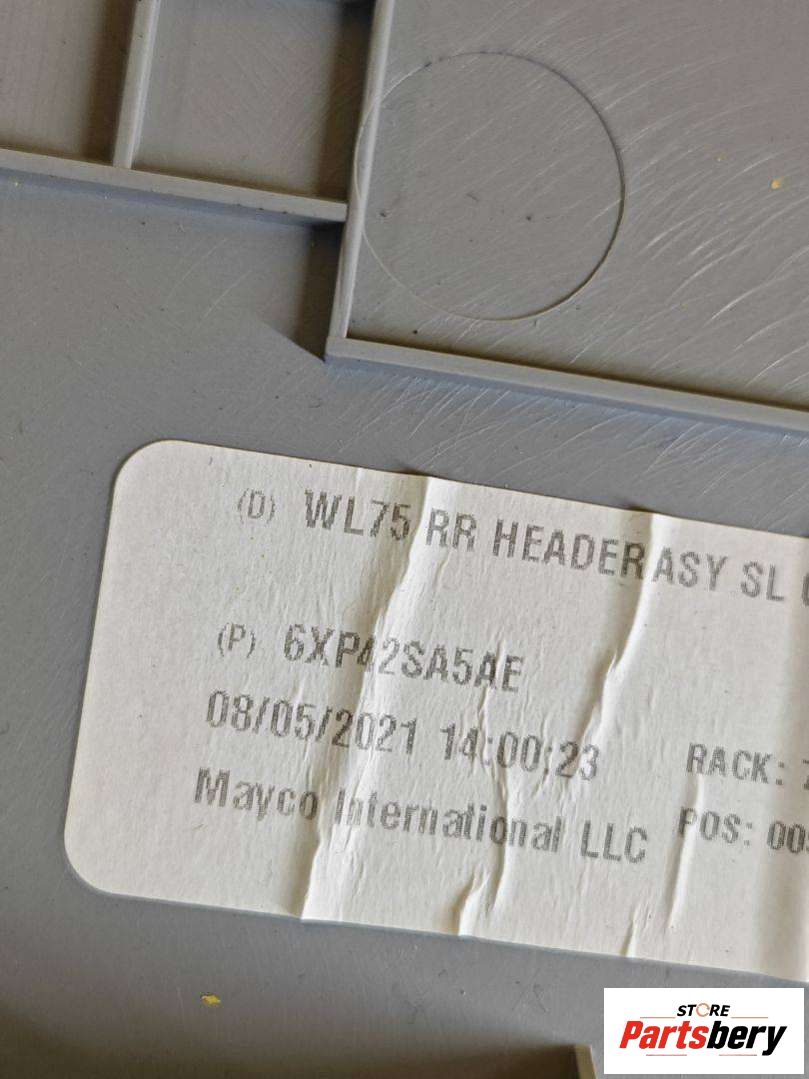 (D) WL75 RR HEADER ASY SL
(P) 6XP42SA5AE
08/05/2021 14:00:23
RACK:
Mayco International LLC
POS: 00
STORE
Partsbery